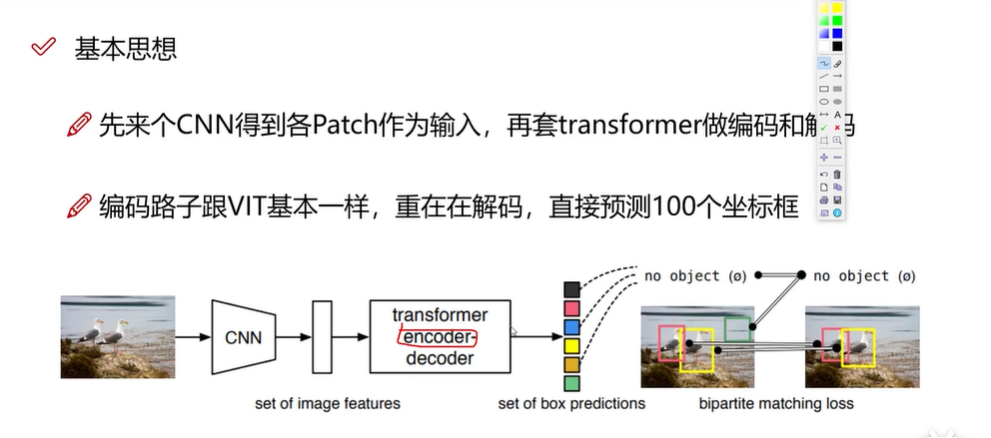 基本思想
先来个CNN得到各Patch作为输入，再套transformer做编码和解码
编码路子跟VIT基本一样，重在在解码，直接预测100个坐标框
no object (ø) no object (ø)
CNN
transformer
encoder-
decoder
set of image features
set of box predictions
bipartite matching loss